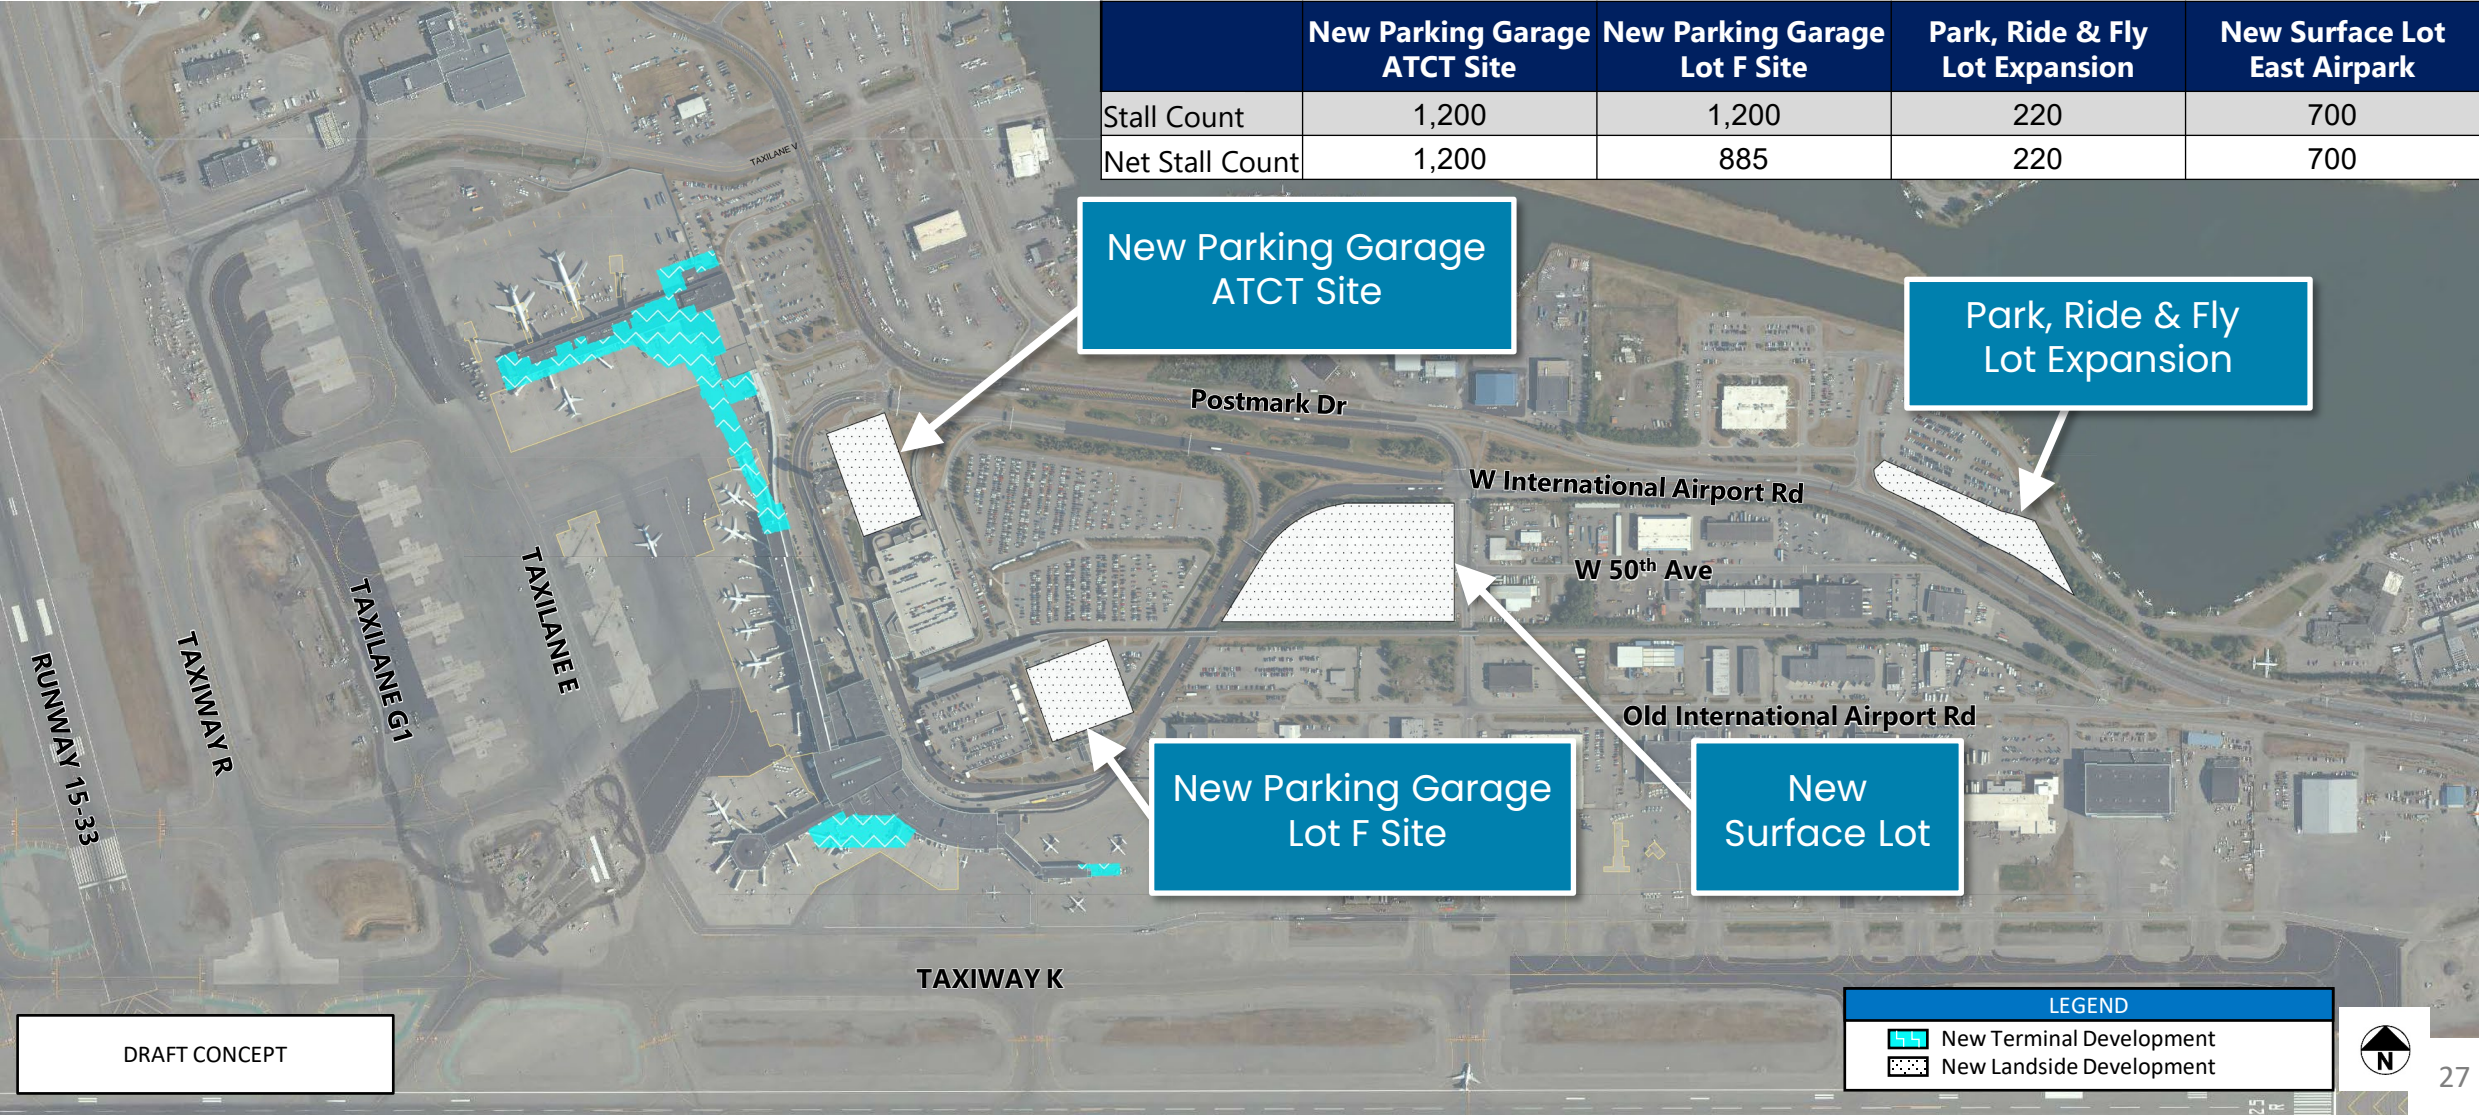 New Parking Garage ATCT Site
New Parking Garage Lot F Site
Park, Ride & Fly Lot Expansion
New Surface Lot East Airpark
Stall Count 1,200 1,200 220 700
Net Stall Count 1,200 885 220 700
TAXILANE V
New Parking Garage
ATCT Site
Park, Ride & Fly
Lot Expansion
Postmark Dr
W International Airport Rd
W 50th Ave
TAXILANE E
TAXILANE G1
TAXIWAY R
RUNWAY 15-33
Old International Airport Rd
New Parking Garage
Lot F Site
New
Surface Lot
TAXIWAY K
DRAFT CONCEPT
LEGEND
New Terminal Development
New Landside Development
N
27
25
R